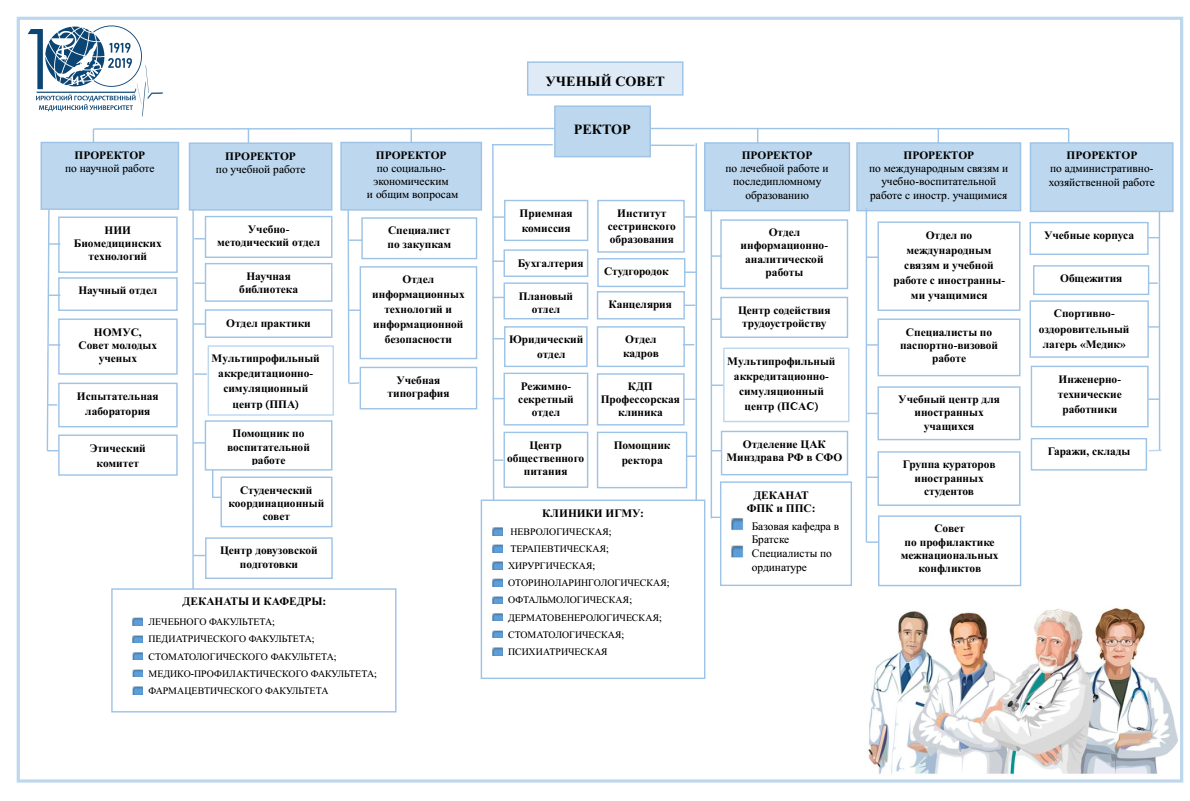 1919
2019
ИГМУ
ИРКУТСКИЙ ГОСУДАРСТВЕННЫЙ
МЕДИЦИНСКИЙ УНИВЕРСИТЕТ
УЧЕНЫЙ СОВЕТ
РЕКТОР
ПРОРЕКТОР
по научной работе
НИИ
Биомедицинских
технологий
Научный отдел
НОМУС,
Совет молодых
ученых
Испытательная
лаборатория
Этический
комитет
ПРОРЕКТОР
по учебной работе
Учебно-
методический отдел
Научная
библиотека
Отдел практики
Мультипрофильный
аккредитационно-
симуляционный
центр (ППА)
Помощник по
воспитательной
работе
Студенческий
координационный
совет
Центр довузовской
подготовки
ДЕКАНАТЫ И КАФЕДРЫ:
ЛЕЧЕБНОГО ФАКУЛЬТЕТА;
ПЕДИАТРИЧЕСКОГО ФАКУЛЬТЕТА;
СТОМАТОЛОГИЧЕСКОГО ФАКУЛЬТЕТА;
МЕДИКО-ПРОФИЛАКТИЧЕСКОГО ФАКУЛЬТЕТА;
ФАРМАЦЕВТИЧЕСКОГО ФАКУЛЬТЕТА
ПРОРЕКТОР
по социально-
экономическим
и общим вопросам
Специалист
по закупкам
Отдел
информационных
технологий и
информационной
безопасности
Учебная
типография
Приемная
комиссия
Бухгалтерия
Плановый
отдел
Юридический
отдел
Режимно-
секретный
отдел
Центр
общественного
питания
Институт
сестринского
образования
Студгородок
Канцелярия
Отдел
кадров
КДП
Профессорская
клиника
Помощник
ректора
КЛИНИКИ ИГМУ:
НЕВРОЛОГИЧЕСКАЯ;
ТЕРАПЕВТИЧЕСКАЯ;
ХИРУРГИЧЕСКАЯ;
ОТОРИНОЛАРИНГОЛОГИЧЕСКАЯ;
ОФТАЛЬМОЛОГИЧЕСКАЯ;
ДЕРМАТОВЕНЕРОЛОГИЧЕСКАЯ;
СТОМАТОЛОГИЧЕСКАЯ;
ПСИХИАТРИЧЕСКАЯ
ПРОРЕКТОР
по лечебной работе и
последипломному
образованию
Отдел
информационно-
аналитической
работы
Центр содействия
трудоустройству
Мультипрофильный
аккредитационно-
симуляционный
центр (ПСАС)
Отделение ЦАК
Минздрава РФ в СФО
ДЕКАНАТ
ФПК и ППС:
Базовая кафедра в
Братске
Специалисты по
ординатуре
ПРОРЕКТОР
по международным связям и
учебно-воспитательной
работе с иностр. учащимися
Отдел по
международным
связям и учебной
работе с иностранны-
ми учащимися
Специалисты по
паспортно-визовой
работе
Учебный центр для
иностранных
учащихся
Группа кураторов
иностранных
студентов
Совет
по профилактике
межнациональных
конфликтов
ПРОРЕКТОР
по административно-
хозяйственной работе
Учебные корпуса
Общежития
Спортивно-
оздоровительный
лагерь «Медик»
Инженерно-
технические
работники
Гаражи, склады